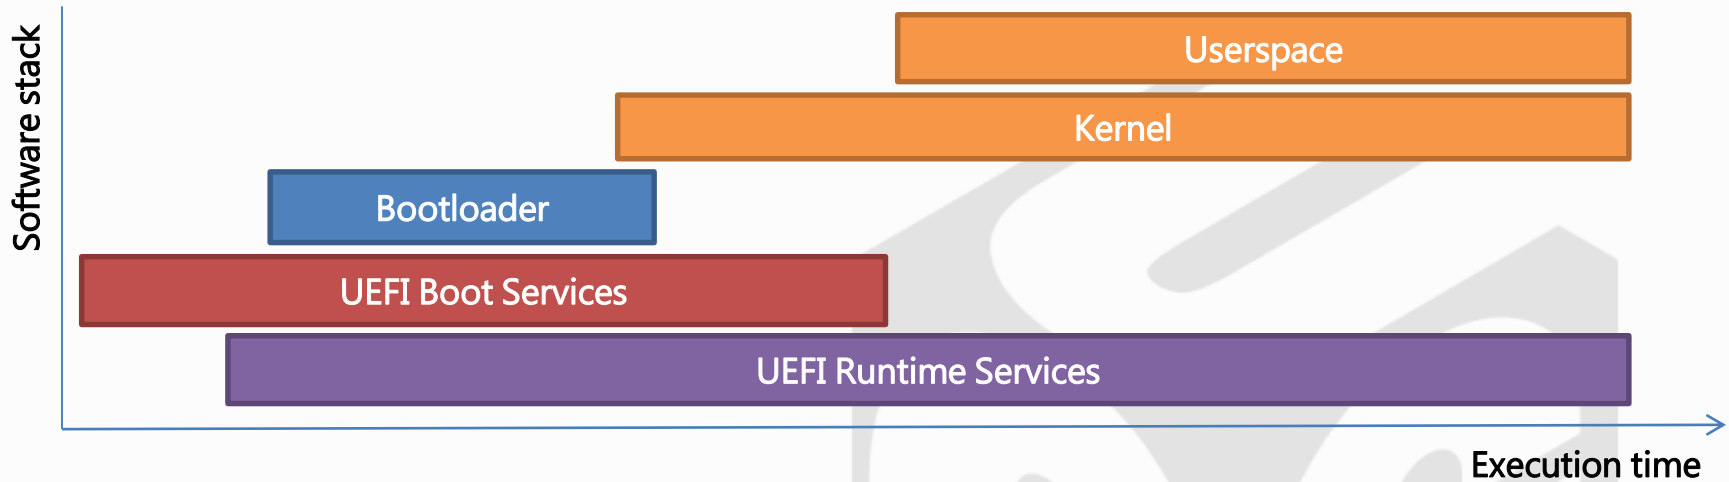 Software stack
Userspace
Kernel
Bootloader
UEFI Boot Services
UEFI Runtime Services
Execution time